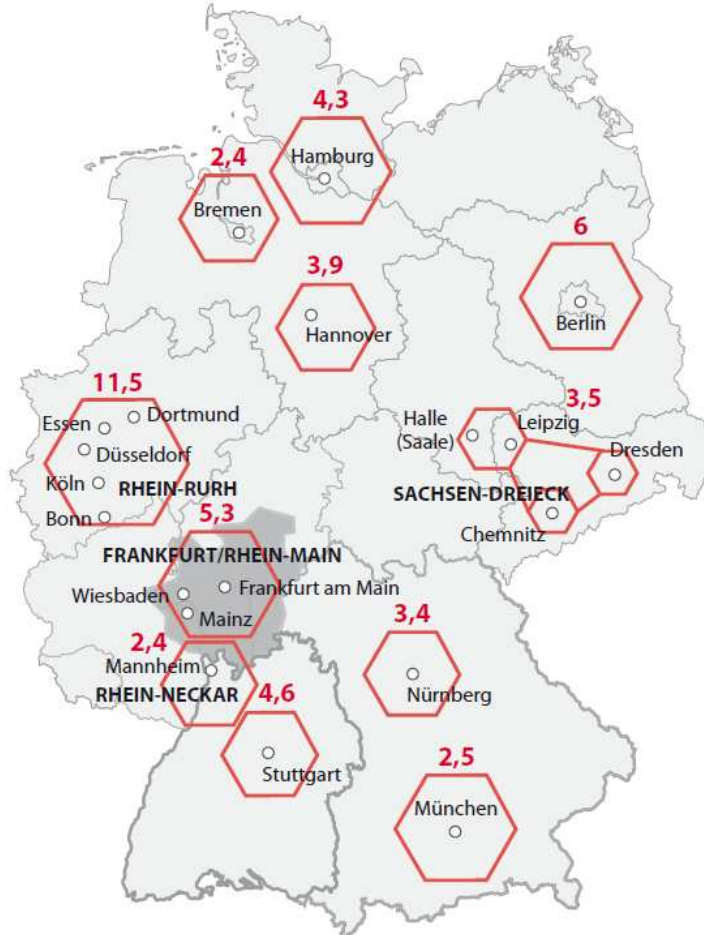 4,3
Hamburg
2,4
Bremen
6
3,9
Berlin
Hannover
11,5
3,5
Essen
Dortmund
Halle
(Saale)
Leipzig
Düsseldorf
Dresden
Köln
RHEIN-RURH
SACHSEN-DREIECK
Bonn
5,3
Chemnitz
FRANKFURT/RHEIN-MAIN
Wiesbaden
Frankfurt am Main
Mainz
3,4
2,4
Mannheim
RHEIN-NECKAR
4,6
Nürnberg
2,5
Stuttgart
München